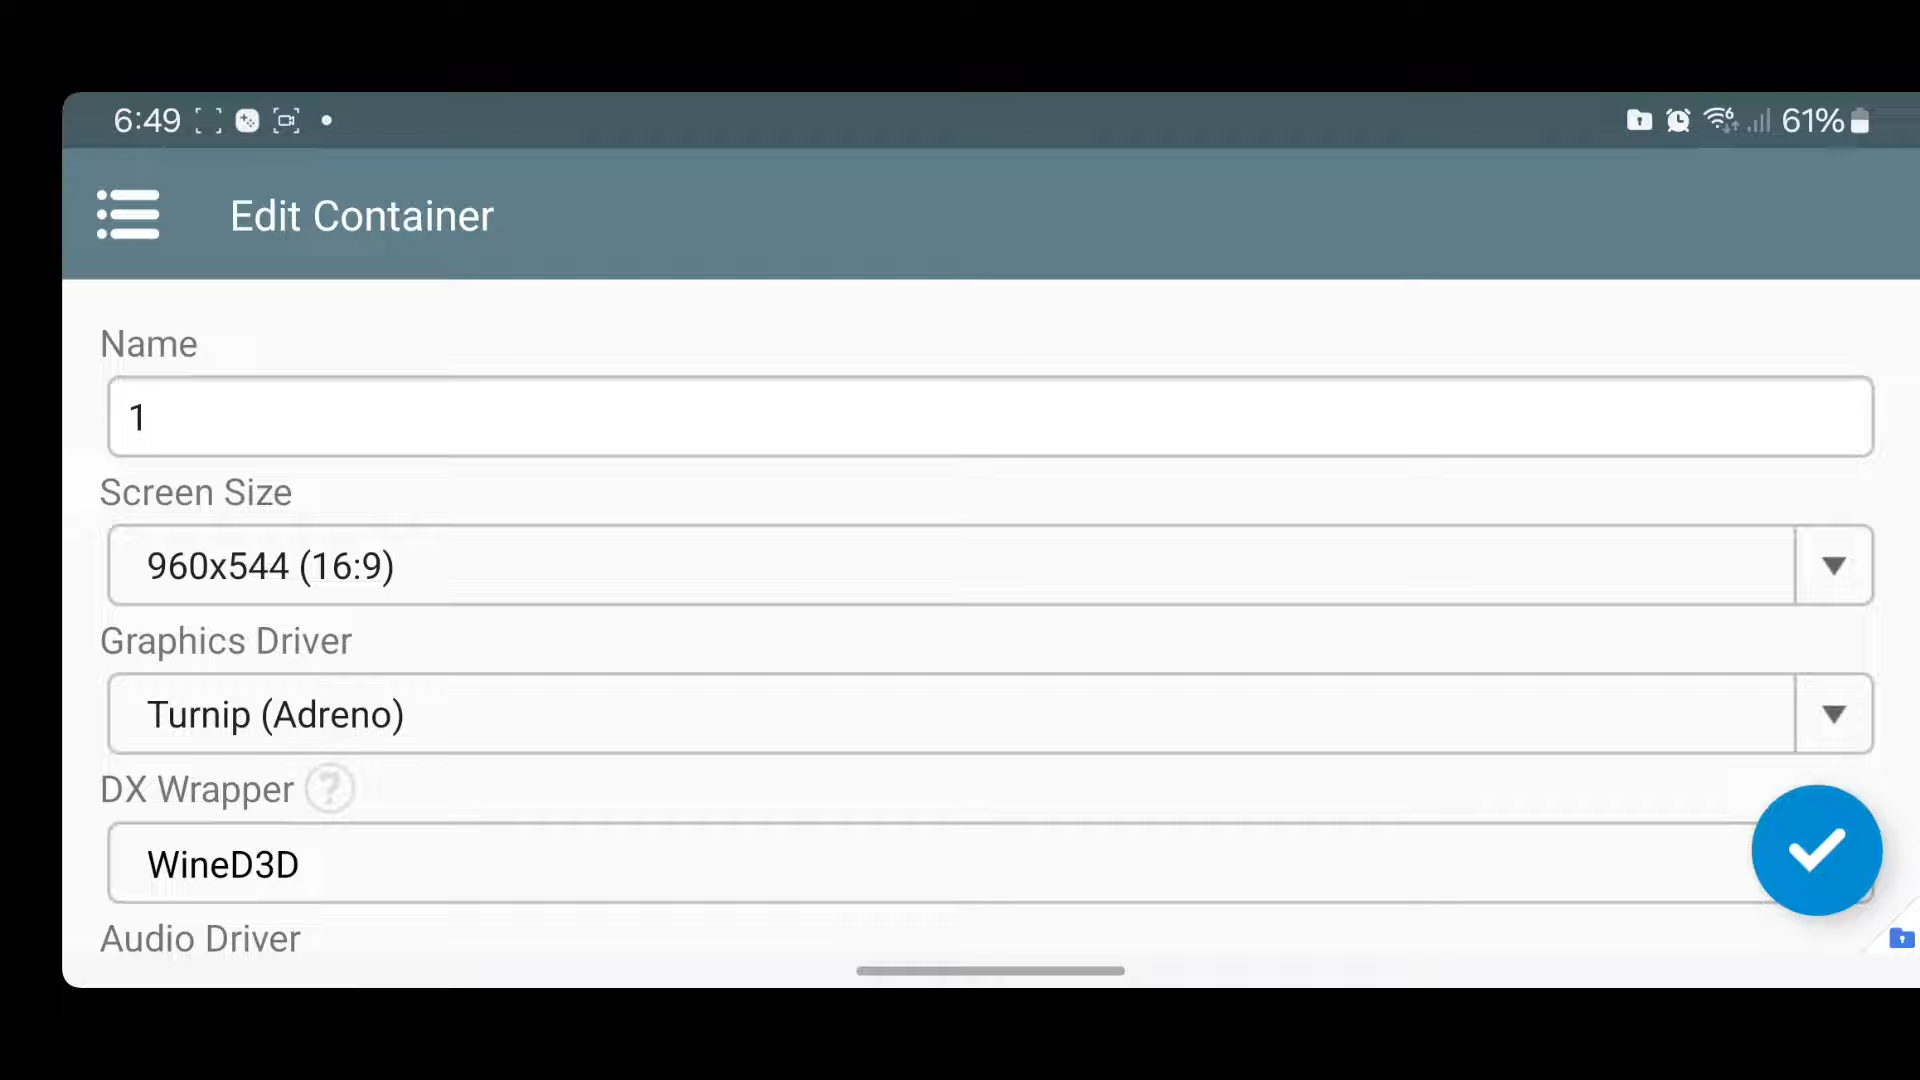 6:49 61%
Edit Container
Name
1
Screen Size
960x544 (16:9)
Graphics Driver
Turnip (Adreno)
DX Wrapper ?
WineD3D
Audio Driver